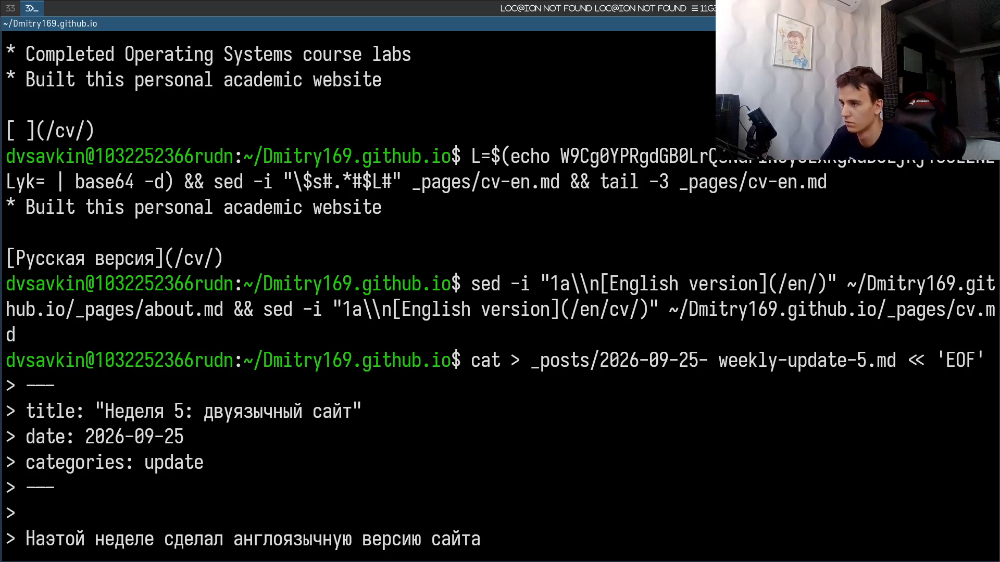 33 3>_ LOC@ION NOT FOUND LOC@ION NOT FOUND
~/Dmitry169.github.io
* Completed Operating Systems course labs
* Built this personal academic website
[ ](/cv/)
dvsavkin@1032252366rudn:~/Dmitry169.github.io$ L=$(echo
Lyk= | base64 -d) && sed -i "\$s#.*#$L#" _pages/cv-en.md && tail -3 _pages/cv-en.md
* Built this personal academic website
[Русская версия](/cv/)
dvsavkin@1032252366rudn:~/Dmitry169.github.io$ sed -i "1a\\n[English version](/en/)" ~/Dmitry169.git
hub.io/_pages/about.md && sed -i "1a\\n[English version](/en/cv/)" ~/Dmitry169.github.io/_pages/cv.m
d
dvsavkin@1032252366rudn:~/Dmitry169.github.io$ cat > _posts/2026-09-25- weekly-update-5.md << 'EOF'
> ---
> title: "Неделя 5: двуязычный сайт"
> date: 2026-09-25
> categories: update
> ---
>
> Наэтой неделе сделал англоязычную версию сайта